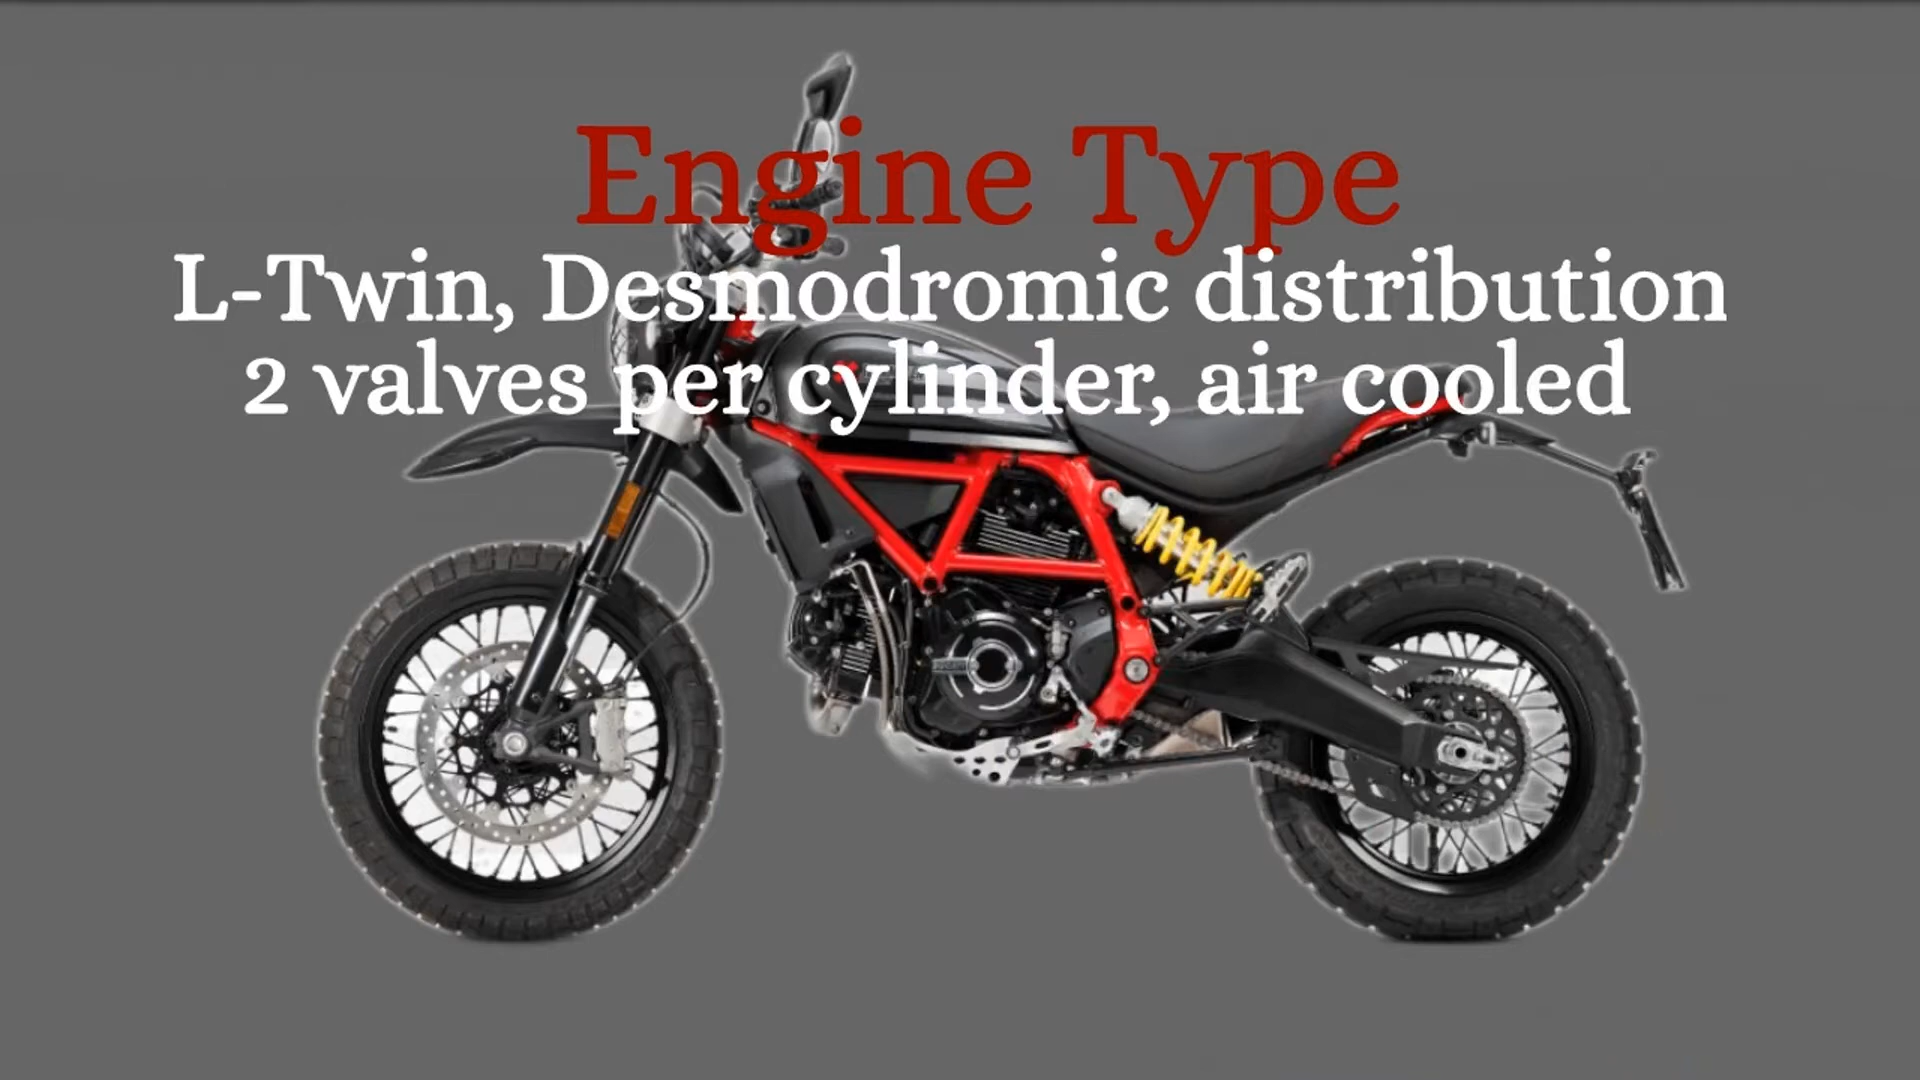 Engine Type
L-Twin, Desmodromic distribution
2 valves per cylinder, air cooled